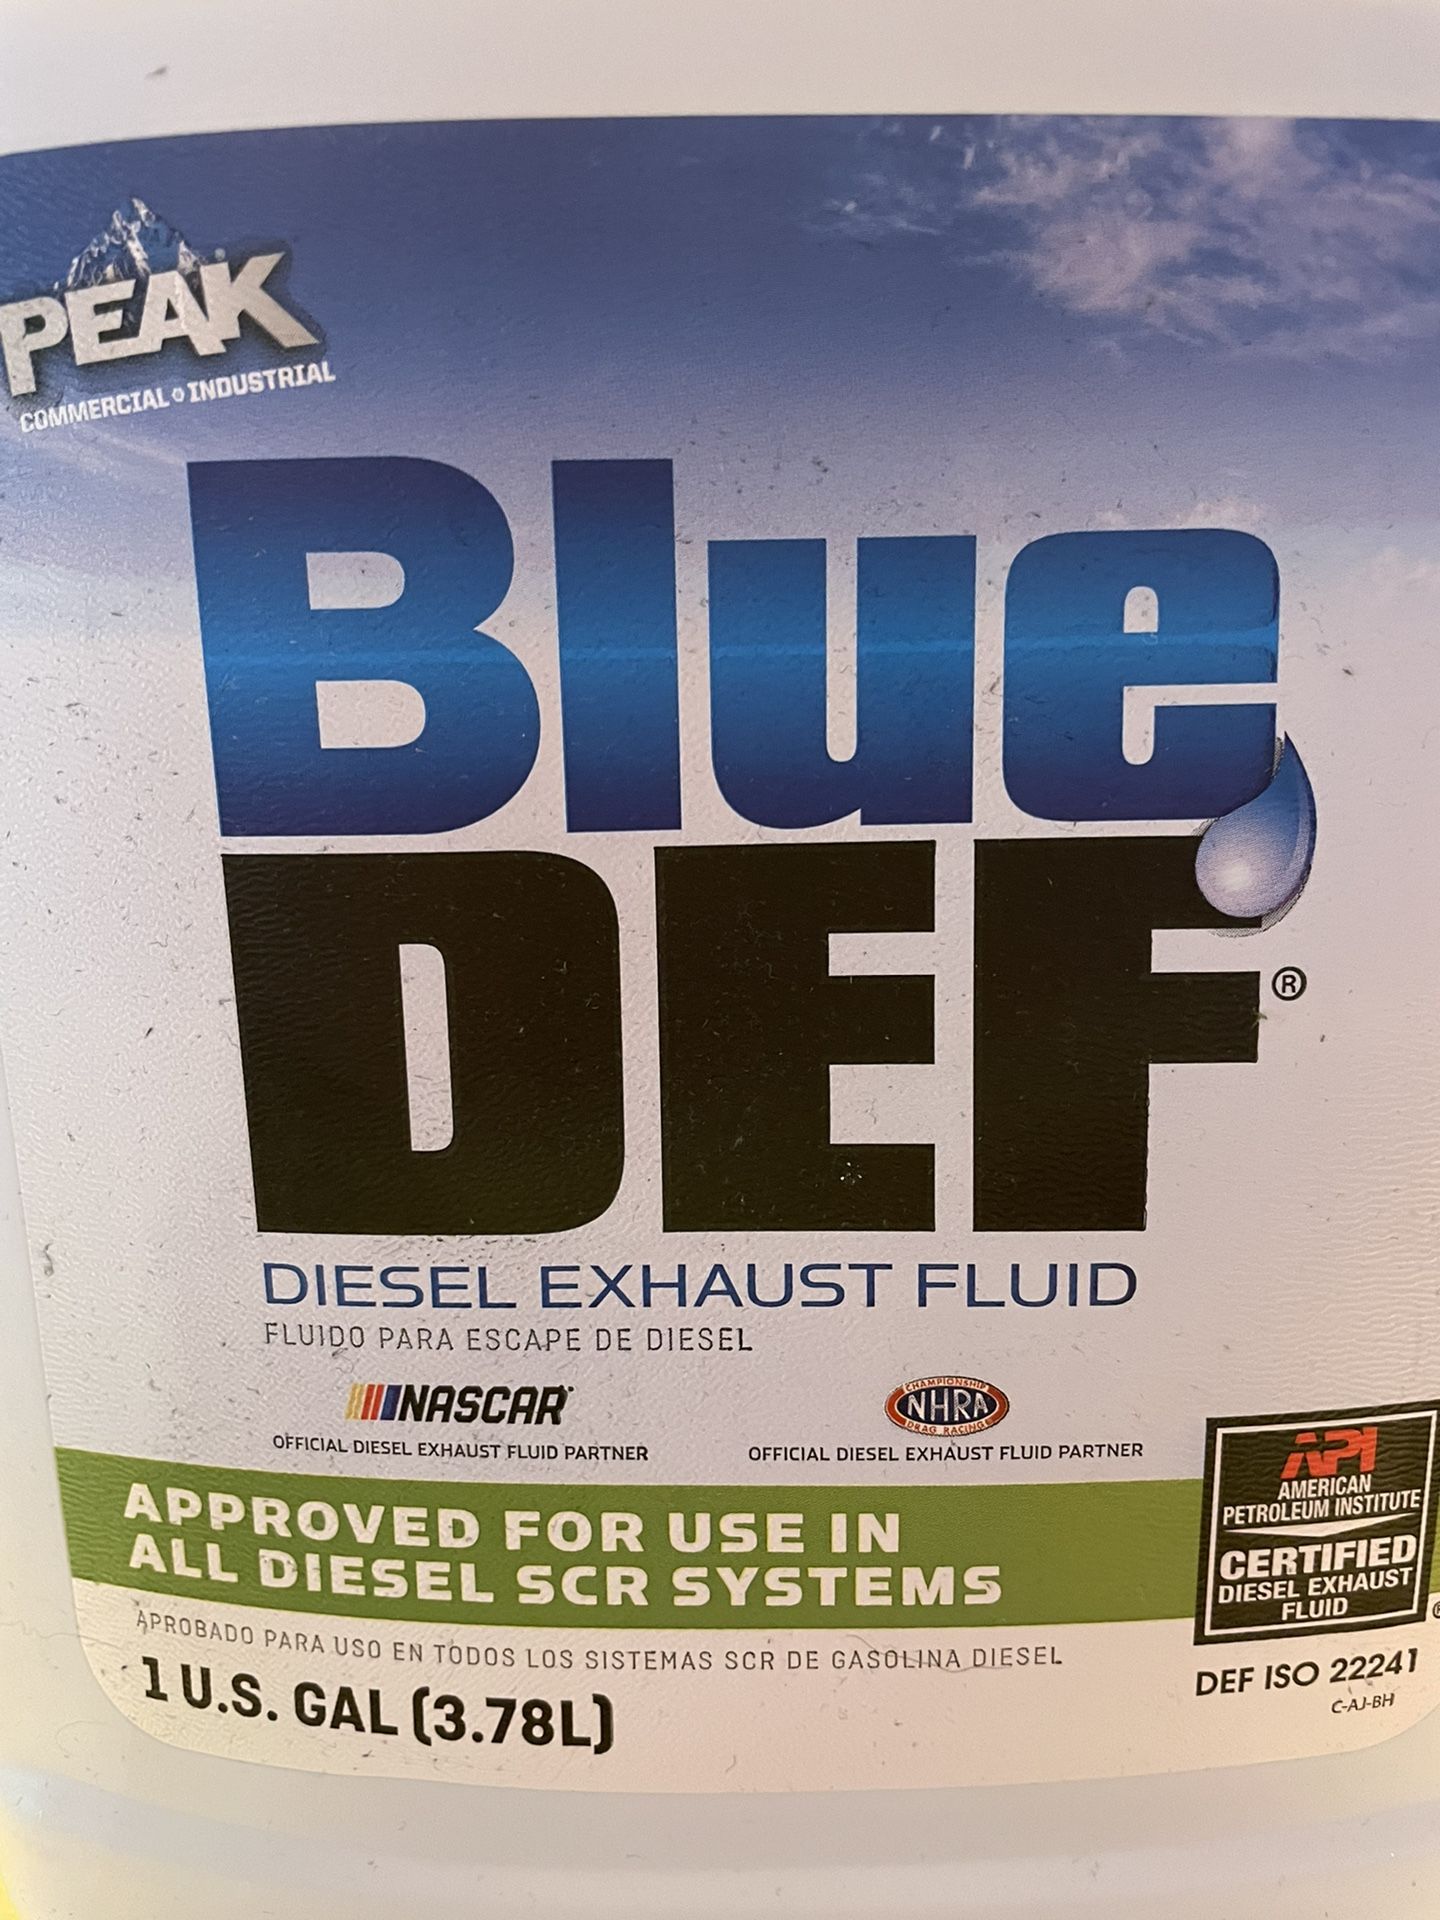 PEAK
COMMERCIAL & INDUSTRIAL
Blue
DEF®
DIESEL EXHAUST FLUID
FLUIDO PARA ESCAPE DE DIESEL
NASCAR
OFFICIAL DIESEL EXHAUST FLUID PARTNER
CHAMPIONSHIP
NHRA
DRAG RACING
OFFICIAL DIESEL EXHAUST FLUID PARTNER
APPROVED FOR USE IN
ALL DIESEL SCR SYSTEMS
APROBADO PARA USO EN TODOS LOS SISTEMAS SCR DE GASOLINA DIESEL
1 U.S. GAL (3.78L)
API
AMERICAN
PETROLEUM INSTITUTE
CERTIFIED
DIESEL EXHAUST
FLUID
®
DEF ISO 22241
C-AJ-BH